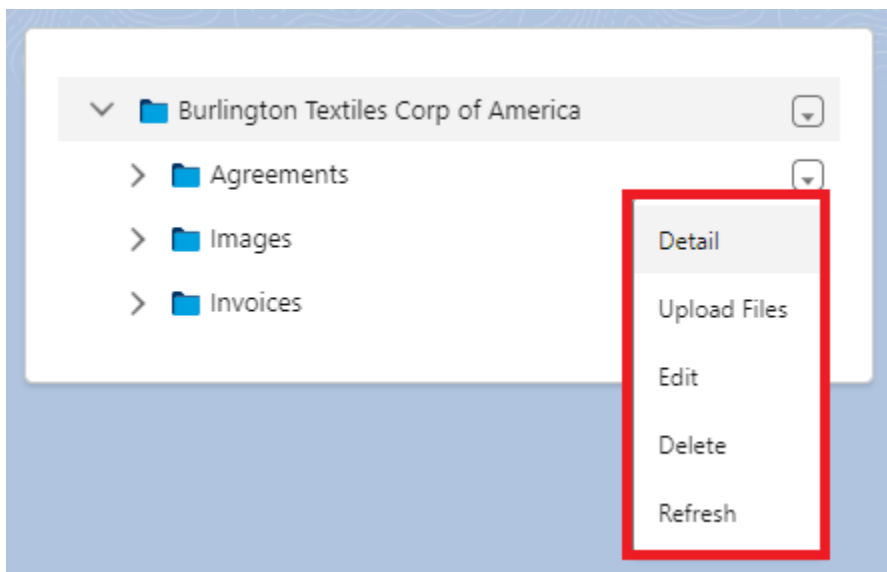 Burlington Textiles Corp of America
Agreements
Images
Invoices
Detail
Upload Files
Edit
Delete
Refresh